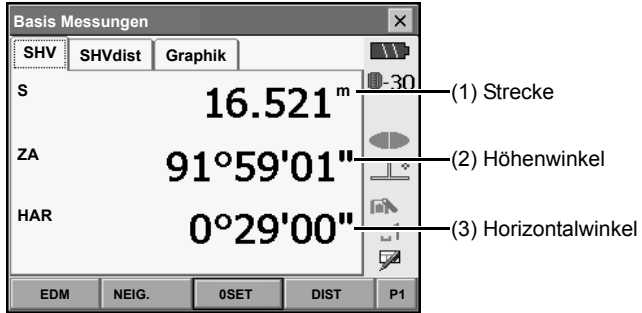 Basis Messungen
SHV SHVdist Graphik
-30
S 16.521 m (1) Strecke
ZA 91°59'01" (2) Höhenwinkel
HAR 0°29'00" (3) Horizontalwinkel
EDM NEIG. 0SET DIST P1